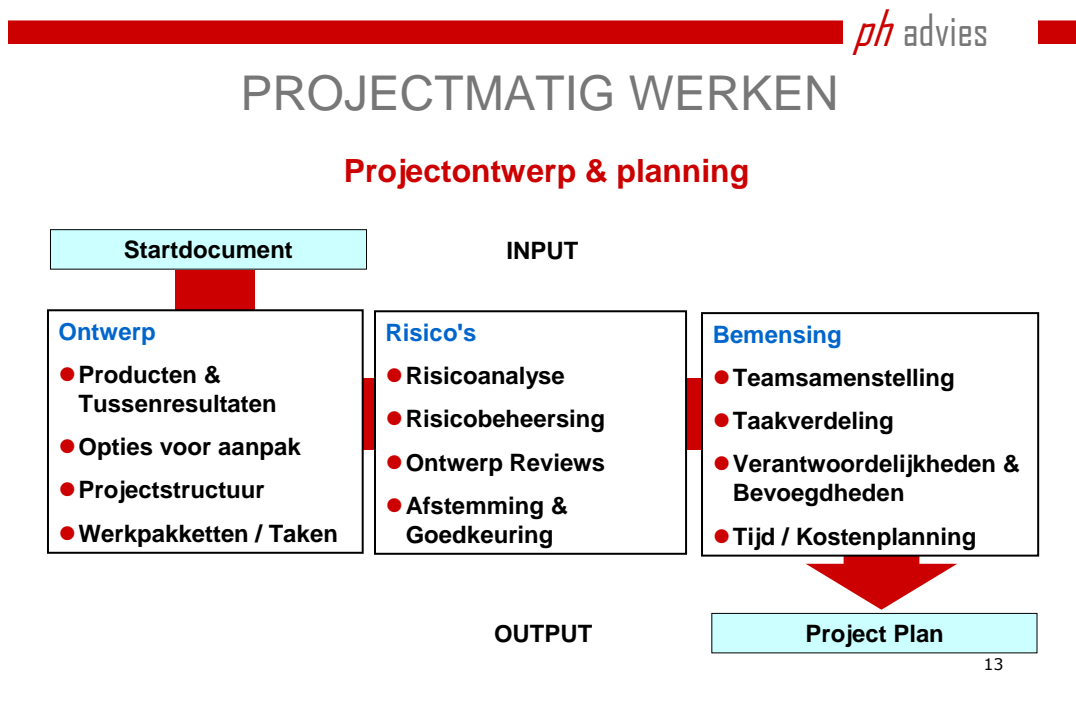 ph advies
PROJECTMATIG WERKEN
Projectontwerp & planning
Startdocument
INPUT
Ontwerp
Producten &
Tussenresultaten
Opties voor aanpak
Projectstructuur
Werkpakketten / Taken
Risico's
Risicoanalyse
Risicobeheersing
Ontwerp Reviews
Afstemming &
Goedkeuring
Bemensing
Teamsamenstelling
Taakverdeling
Verantwoordelijkheden &
Bevoegdheden
Tijd / Kostenplanning
OUTPUT
Project Plan
13